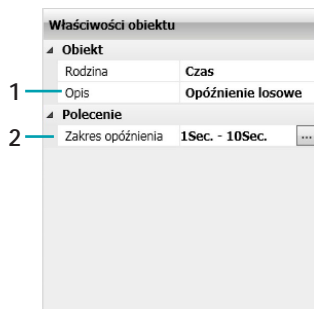 Właściwości obiektu
Obiekt
Rodzina Czas
1 Opis Opóźnienie losowe
Polecenie
2 Zakres opóźnienia 1Sec. - 10Sec. ...